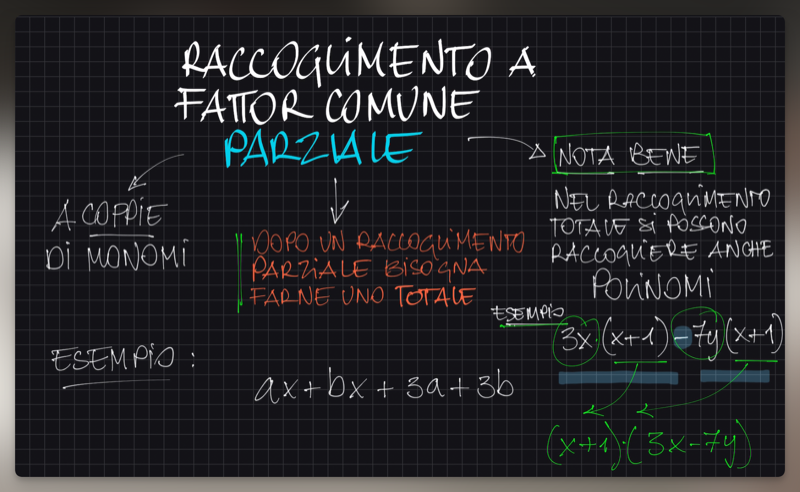 RACCOGLIMENTO A
FATTOR COMUNE
PARZIALE
A COPPIE
DI MONOMI
DOPO UN RACCOGLIMENTO
PARZIALE BISOGNA
FARNE UNO TOTALE
NOTA BENE
NEL RACCOGLIMENTO
TOTALE SI POSSONO
RACCOGLIERE ANCHE
POLINOMI
ESEMPIO
3x·(x+1)-7y(x+1)
(x+1)·(3x-7y)
ESEMPIO:
ax+bx+3a+3b